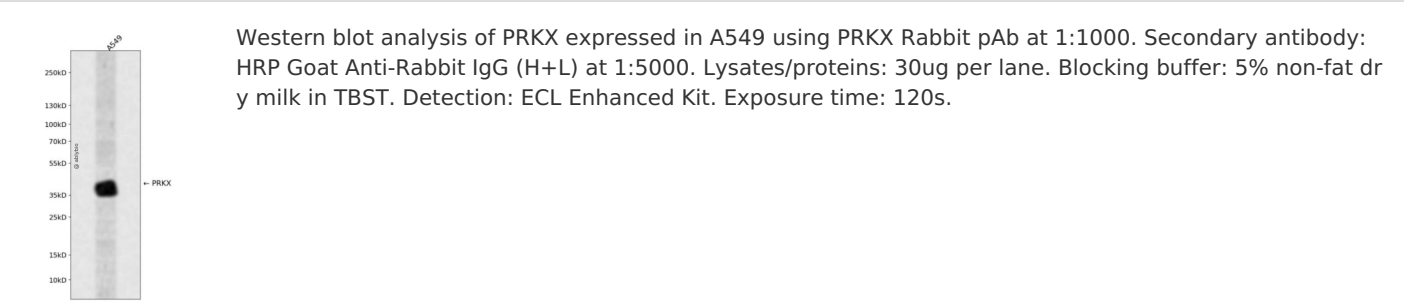 A549
Western blot analysis of PRKX expressed in A549 using PRKX Rabbit pAb at 1:1000. Secondary antibody:
HRP Goat Anti-Rabbit IgG (H+L) at 1:5000. Lysates/proteins: 30ug per lane. Blocking buffer: 5% non-fat dr
y milk in TBST. Detection: ECL Enhanced Kit. Exposure time: 120s.
250kD
130kD
100kD
70kD
55kD
@ ablybio
← PRKX
35kD
25kD
15kD
10kD